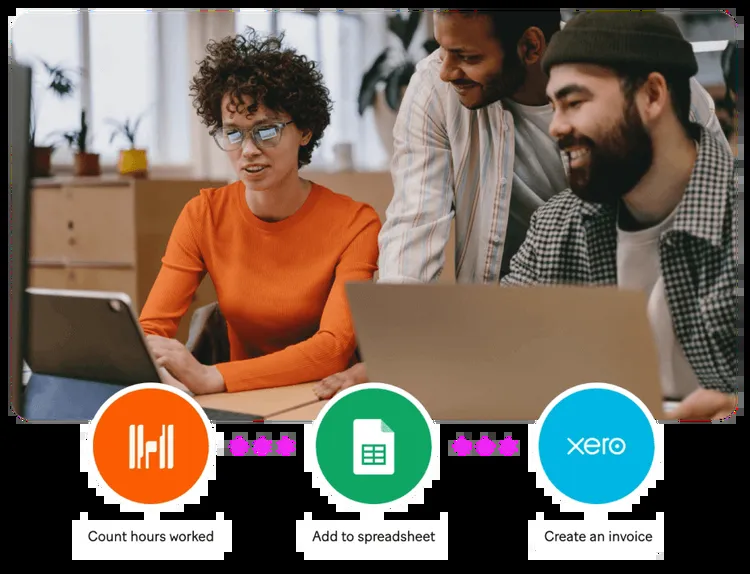 xero
Count hours worked
Add to spreadsheet
Create an invoice